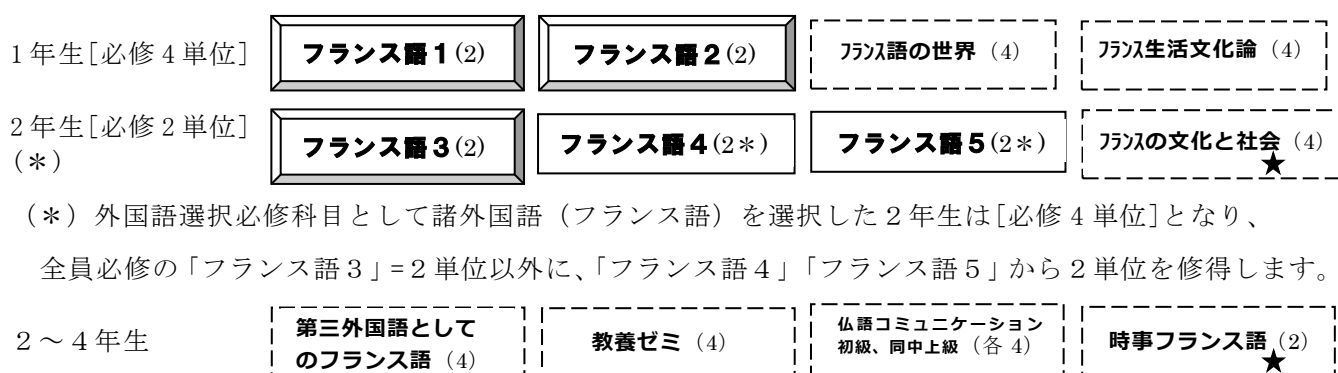 1年生[必修4単位] フランス語1(2) フランス語2(2) フランス語の世界(4) フランス生活文化論(4)
2年生[必修2単位] フランス語3(2) フランス語4(2*) フランス語5(2*) フランスの文化と社会(4)
(*) ★
(*)外国語選択必修科目として諸外国語(フランス語)を選択した2年生は[必修4単位]となり、
全員必修の「フランス語3」=2単位以外に、「フランス語4」「フランス語5」から2単位を修得します。
2~4年生 第三外国語として
のフランス語(4) 教養ゼミ(4) 仏語コミュニケーション
初級、同中上級(各4) 時事フランス語(2)
★